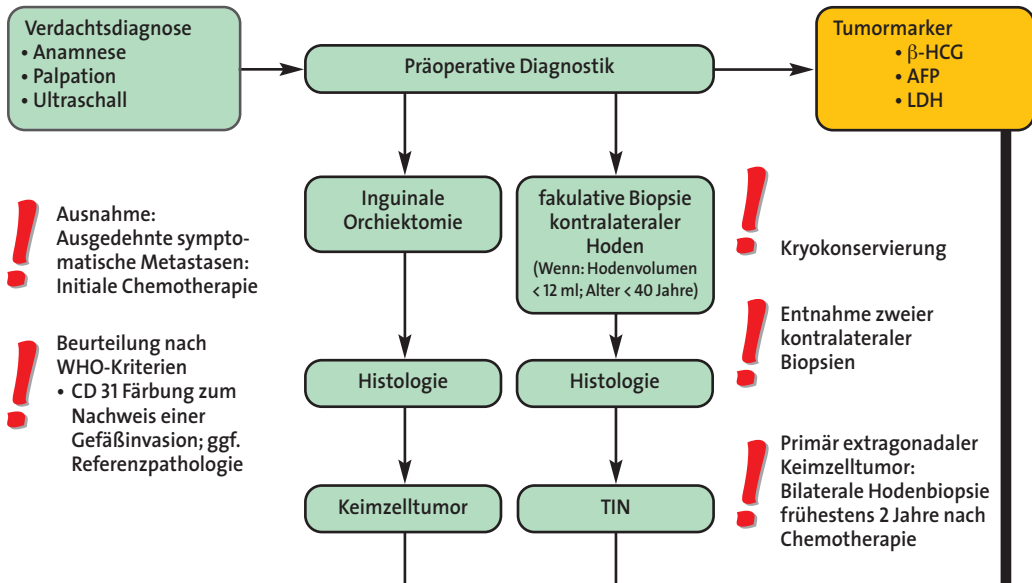 Verdachtsdiagnose
• Anamnese
• Palpation
• Ultraschall
Präoperative Diagnostik
Tumormarker
• β-HCG
• AFP
• LDH
Ausnahme:
Ausgedehnte sympto-
matische Metastasen:
Initiale Chemotherapie
Inguinale
Orchiektomie
fakulative Biopsie
kontralateraler
Hoden
(Wenn: Hodenvolumen
< 12 ml; Alter < 40 Jahre)
Kryokonservierung
Beurteilung nach
WHO-Kriterien
• CD 31 Färbung zum
Nachweis einer
Gefäßinvasion; ggf.
Referenzpathologie
Histologie
Histologie
Entnahme zweier
kontralateraler
Biopsien
Keimzelltumor
TIN
Primär extragonadaler
Keimzelltumor:
Bilaterale Hodenbiopsie
frühestens 2 Jahre nach
Chemotherapie